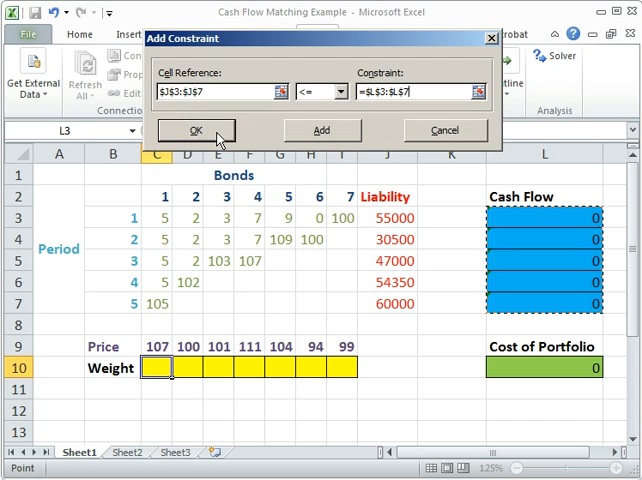 Cash Flow Matching Example - Microsoft Excel
File Home Insert Acrobat
Add Constraint
Cell Reference: Constraint:
$J$3:$J$7 <= =$L$3:$L$7
OK Add Cancel
Get External Data
Refresh All
Connectio
Solver
L3
A B C D E F G H I J K L
1 Bonds
2 1 2 3 4 5 6 7 Liability Cash Flow
3 1 5 2 3 7 9 0 100 55000 0
4 2 5 2 3 7 109 100 30500 0
5 Period 3 5 2 103 107 47000 0
6 4 5 102 54350 0
7 5 105 60000 0
8
9 Price 107 100 101 111 104 94 99 Cost of Portfolio
10 Weight 0
11
12
13
Sheet1 Sheet2 Sheet3
Point 125%